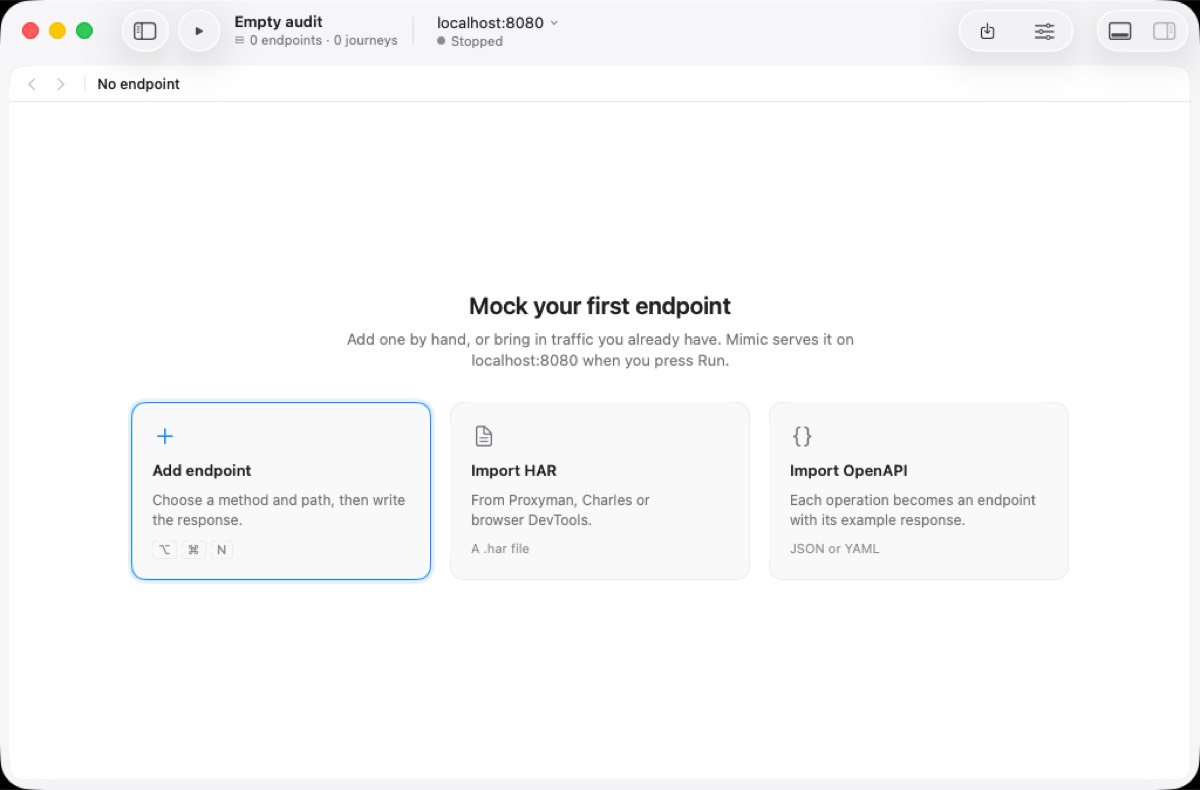 Empty audit
0 endpoints · 0 journeys
localhost:8080
Stopped
No endpoint
Mock your first endpoint
Add one by hand, or bring in traffic you already have. Mimic serves it on
localhost:8080 when you press Run.
Add endpoint
Choose a method and path, then write
the response.
⌥ ⌘ N
Import HAR
From Proxyman, Charles or
browser DevTools.
A .har file
{}
Import OpenAPI
Each operation becomes an endpoint
with its example response.
JSON or YAML